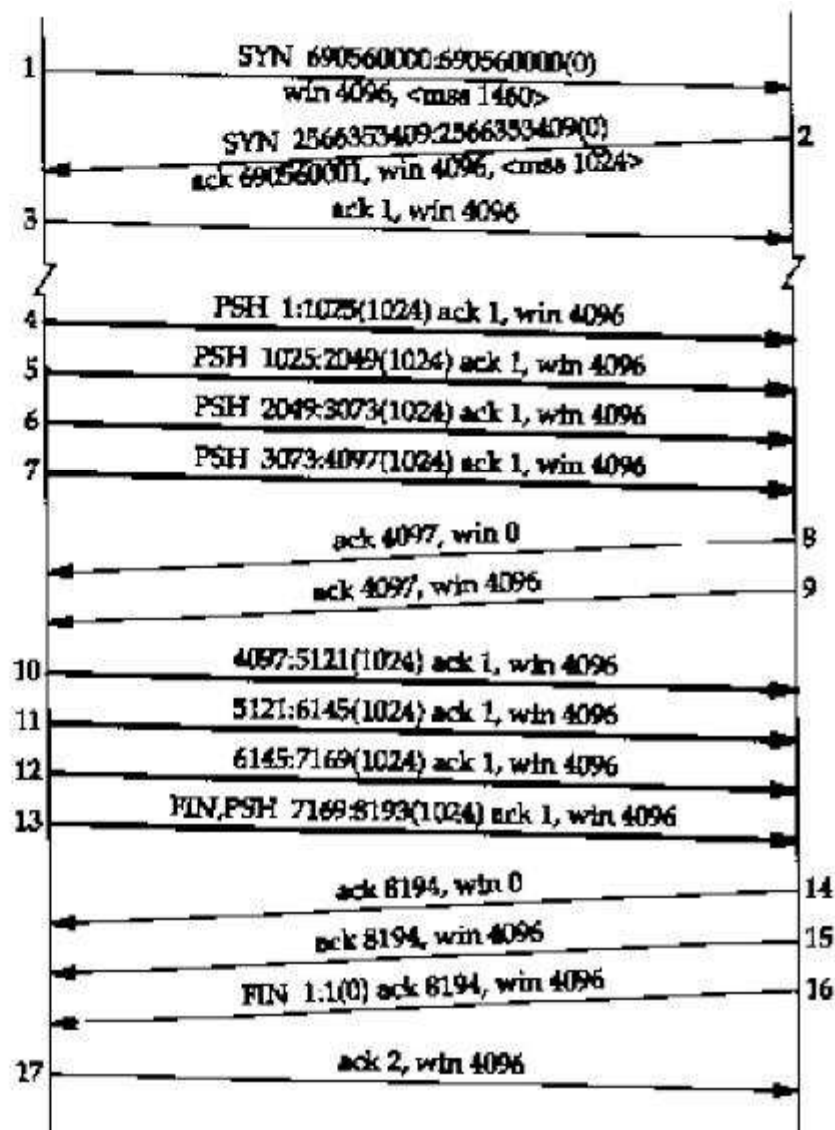 1
SYN 690560000:690560000(0)
win 4096, <mss 1460>
SYN 2566353409:2566353409(0)
2
ack 690560001, win 4096, <mss 1024>
3
ack 1, win 4096
4
PSH 1:1025(1024) ack 1, win 4096
5
PSH 1025:2049(1024) ack 1, win 4096
6
PSH 2049:3073(1024) ack 1, win 4096
7
PSH 3073:4097(1024) ack 1, win 4096
ack 4097, win 0
8
ack 4097, win 4096
9
10
4097:5121(1024) ack 1, win 4096
11
5121:6145(1024) ack 1, win 4096
12
6145:7169(1024) ack 1, win 4096
13
FIN,PSH 7169:8193(1024) ack 1, win 4096
ack 8194, win 0
14
ack 8194, win 4096
15
FIN 1:1(0) ack 8194, win 4096
16
17
ack 2, win 4096